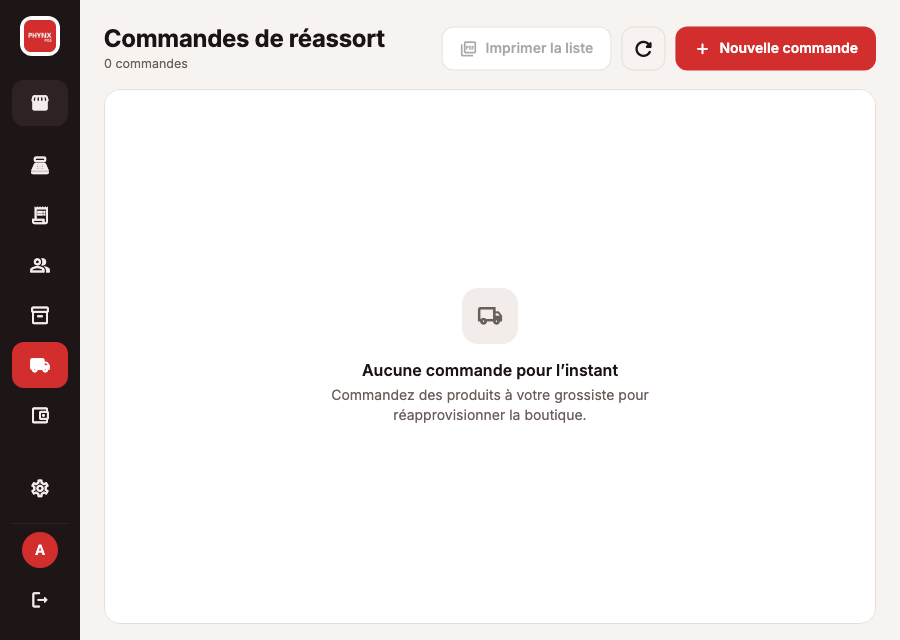 PHYNX
Commandes de réassort
0 commandes
PDF
Imprimer la liste
Nouvelle commande
Aucune commande pour l’instant
Commandez des produits à votre grossiste pour
réapprovisionner la boutique.
A